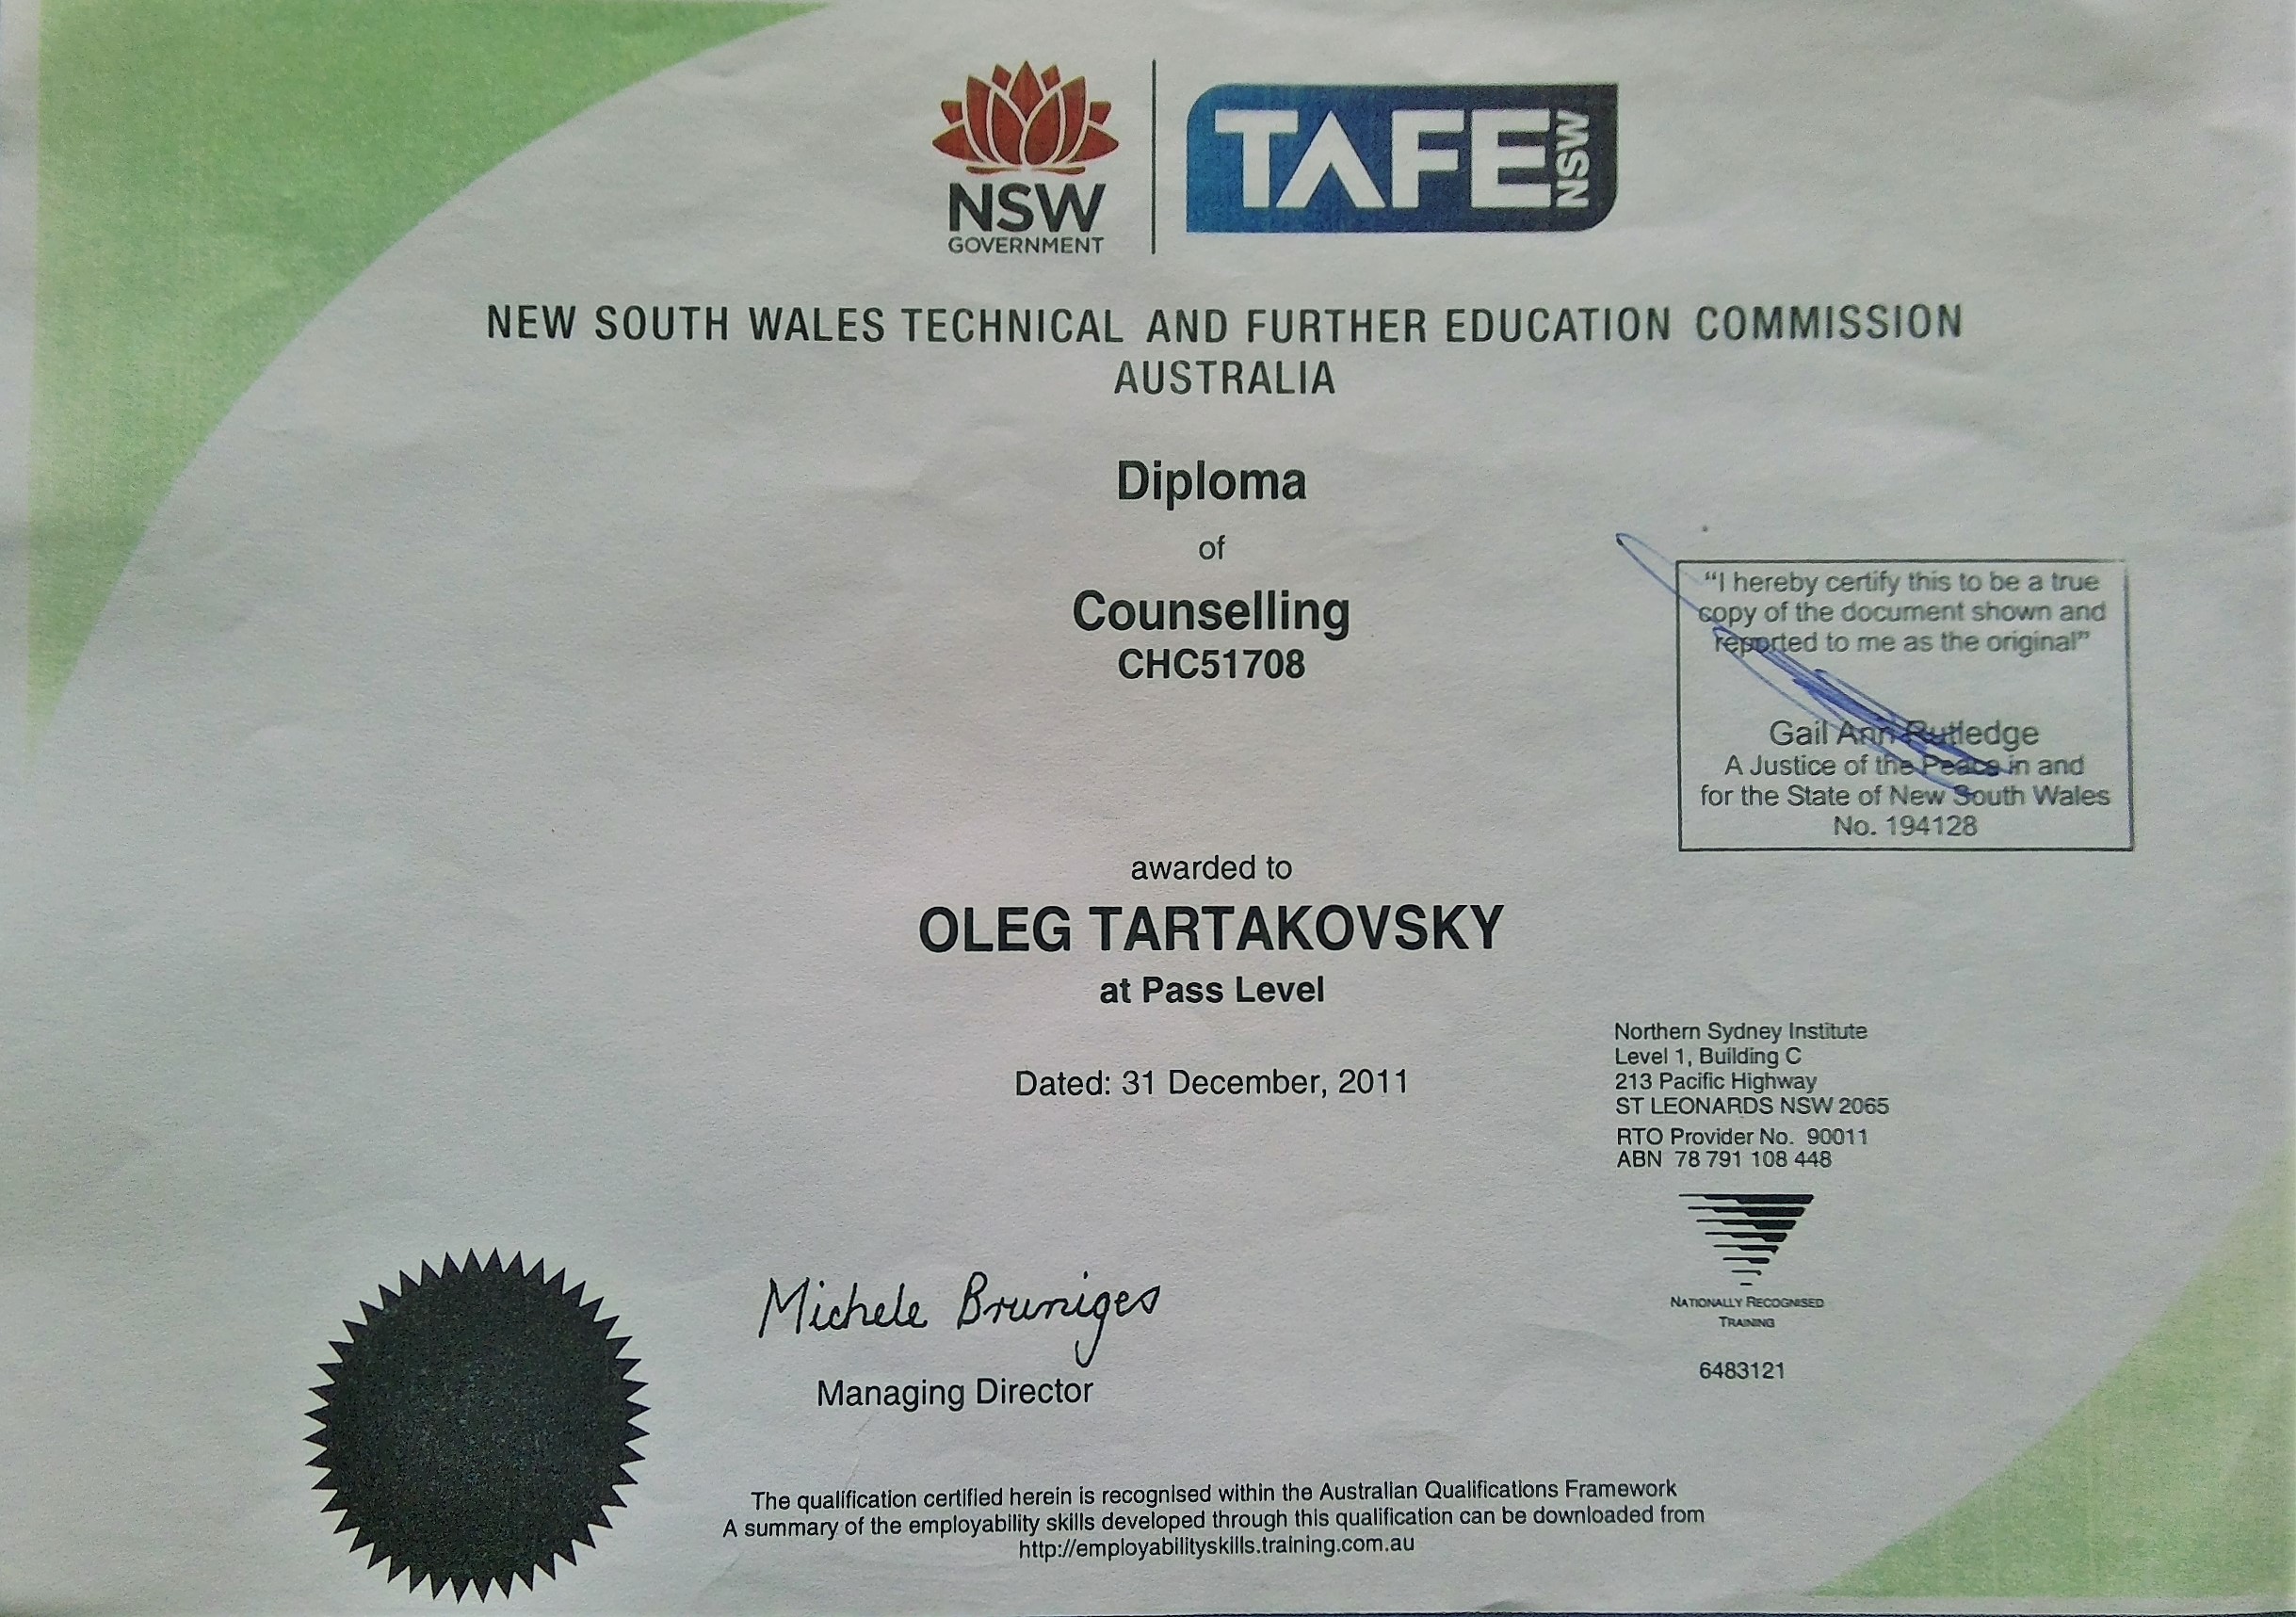 NSW
GOVERNMENT
TAFE NSW
NEW SOUTH WALES TECHNICAL AND FURTHER EDUCATION COMMISSION
AUSTRALIA
Diploma
of
Counselling
CHC51708
"I hereby certify this to be a true
copy of the document shown and
reported to me as the original"
Gail Ann Rutledge
A Justice of the Peace in and
for the State of New South Wales
No. 194128
awarded to
OLEG TARTAKOVSKY
at Pass Level
Dated: 31 December, 2011
Northern Sydney Institute
Level 1, Building C
213 Pacific Highway
ST LEONARDS NSW 2065
RTO Provider No. 90011
ABN 78 791 108 448
NATIONALLY RECOGNISED
TRAINING
6483121
Michele Bruniges
Managing Director
The qualification certified herein is recognised within the Australian Qualifications Framework
A summary of the employability skills developed through this qualification can be downloaded from
http://employabilityskills.training.com.au